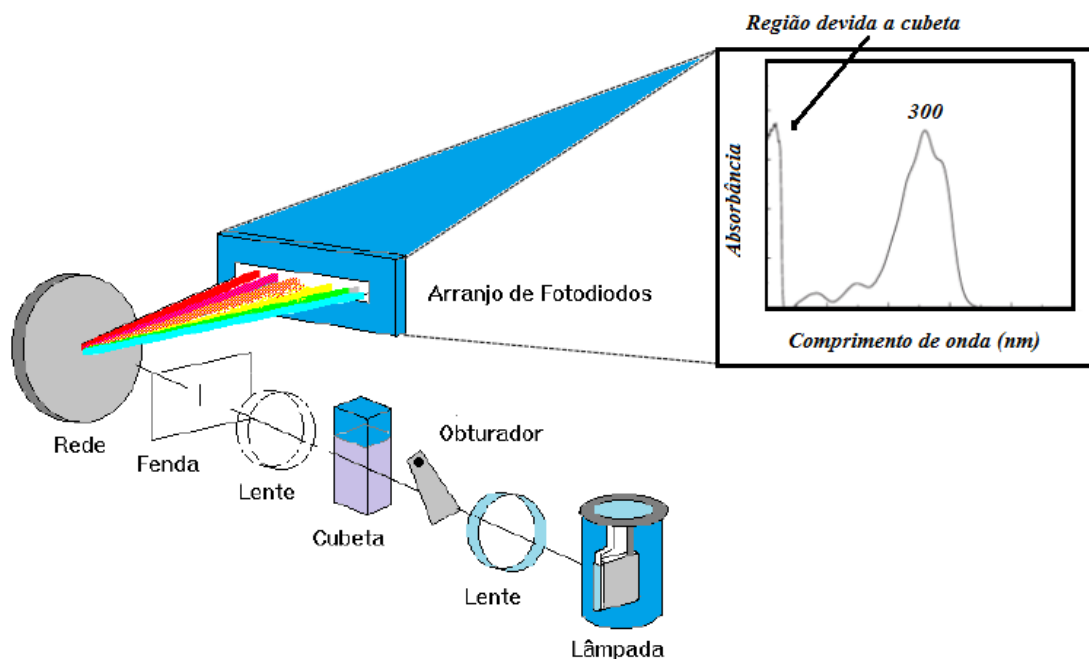 Região devida a cubeta
300
Absorbância
Comprimento de onda (nm)
Arranjo de Fotodiodos
Rede
Fenda
Lente
Cubeta
Obturador
Lente
Lâmpada